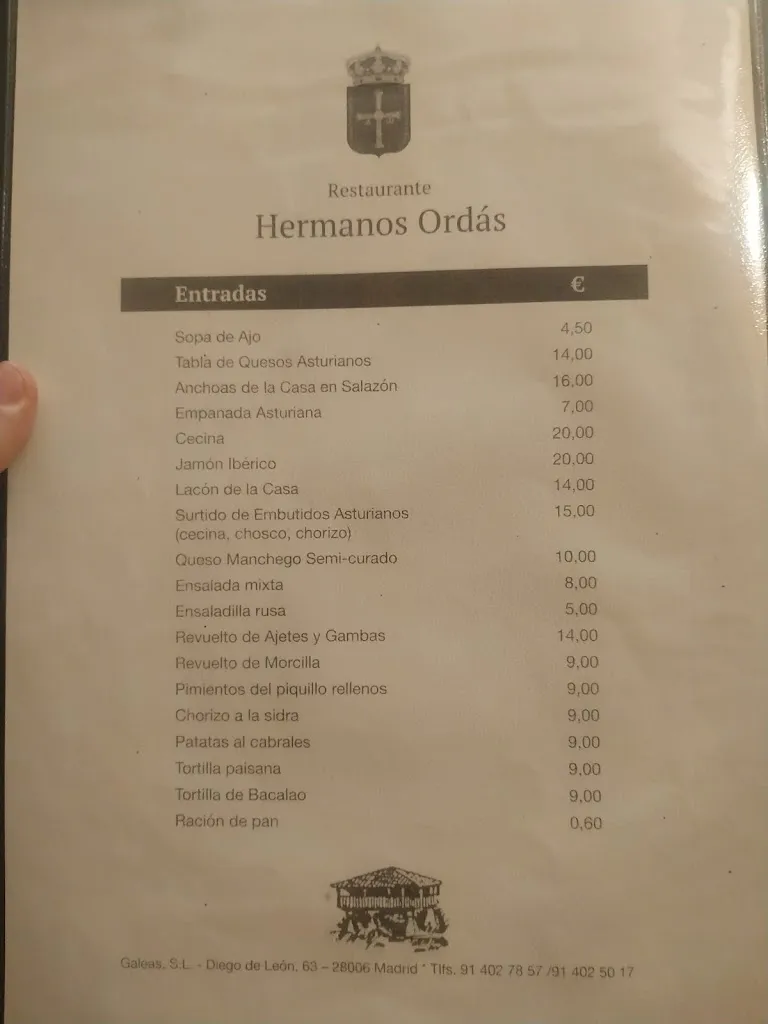 Restaurante
Hermanos Ordás
Entradas €
Sopa de Ajo 4,50
Tabla de Quesos Asturianos 14,00
Anchoas de la Casa en Salazón 16,00
Empanada Asturiana 7,00
Cecina 20,00
Jamón Ibérico 20,00
Lacón de la Casa 14,00
Surtido de Embutidos Asturianos 15,00
(cecina, chosco, chorizo)
Queso Manchego Semi-curado 10,00
Ensalada mixta 8,00
Ensaladilla rusa 5,00
Revuelto de Ajetes y Gambas 14,00
Revuelto de Morcilla 9,00
Pimientos del piquillo rellenos 9,00
Chorizo a la sidra 9,00
Patatas al cabrales 9,00
Tortilla paisana 9,00
Tortilla de Bacalao 9,00
Ración de pan 0,60
Galeas, S.L. - Diego de León, 63 – 28006 Madrid * Tlfs. 91 402 78 57 /91 402 50 17